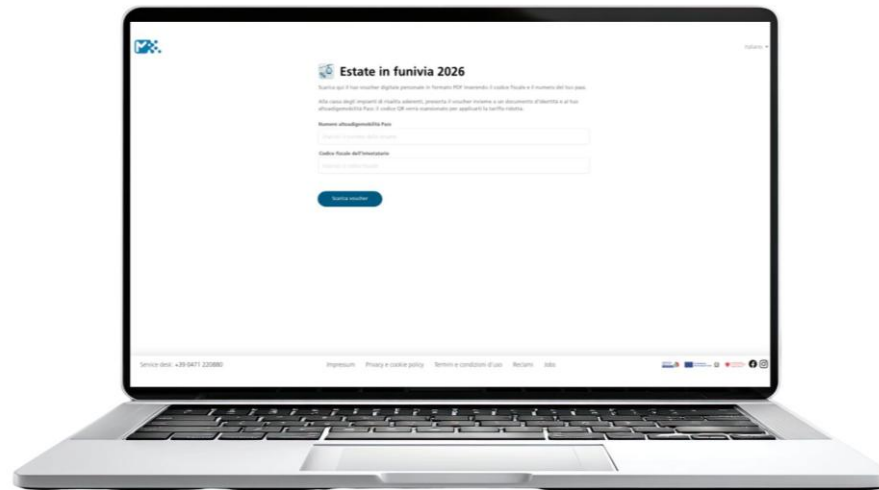 Italiano
Estate in funivia 2026
Scarica qui il tuo voucher digitale personale in formato PDF inserendo il codice fiscale e il numero del tuo pass.
Alle casse degli impianti di risalita aderenti, presenta il voucher insieme a un documento d'identità e al tuo
altoadigemobilità Pass: il codice QR verrà scansionato per applicarti la tariffa ridotta.
Numero altoadigemobilità Pass
Codice fiscale dell'intestatario
Scarica voucher
Service desk: +39 0471 220880
Impressum Privacy e cookie policy Termini e condizioni d'uso Reclami Jobs